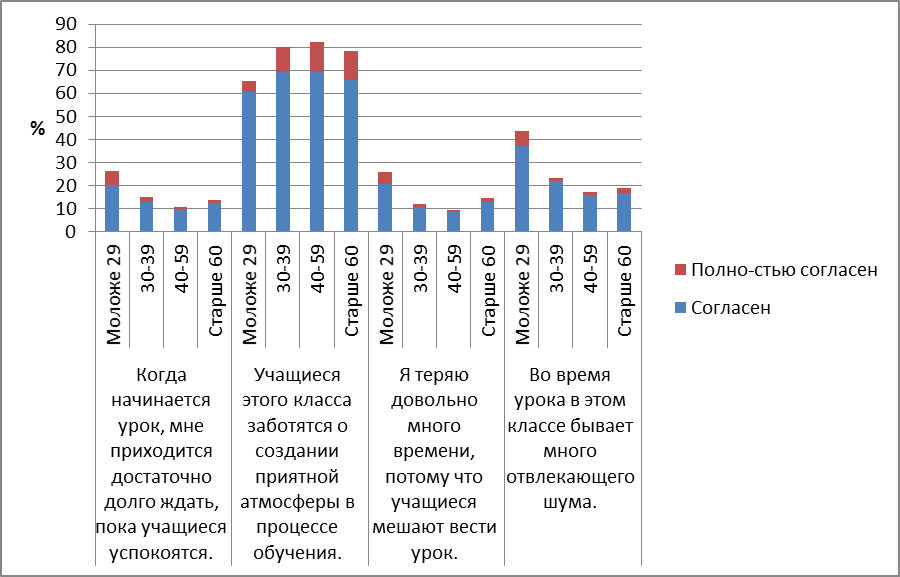 90
80
70
60
50
40
30
20
10
0
%
Моложе 29
30-39
40-59
Старше 60
Моложе 29
30-39
40-59
Старше 60
Моложе 29
30-39
40-59
Старше 60
Моложе 29
30-39
40-59
Старше 60
Когда
начинается
урок, мне
приходится
достаточно
долго ждать,
пока учащиеся
успокоятся.
Учащиеся
этого класса
заботятся о
создании
приятной
атмосферы в
процессе
обучения.
Я теряю
довольно
много
времени,
потому что
учащиеся
мешают вести
урок.
Во время
урока в этом
классе бывает
много
отвлекающего
шума.
Полно-стью согласен
Согласен